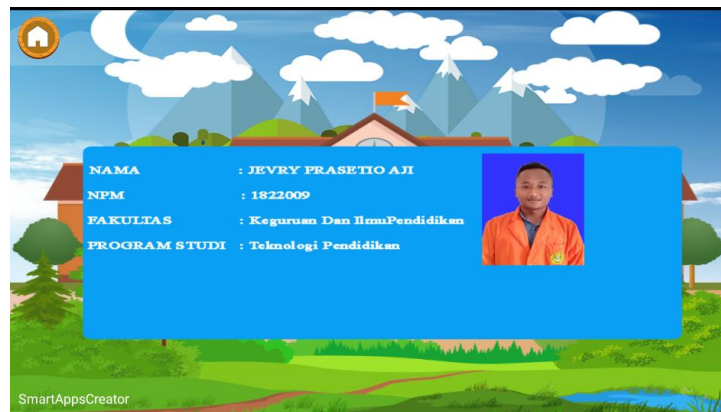 NAMA : JEVRY PRASETIO AJI
NPM : 1822009
FAKULTAS : Keguruan Dan IlmuPendidikan
PROGRAM STUDI : Teknologi Pendidikan
SmartAppsCreator